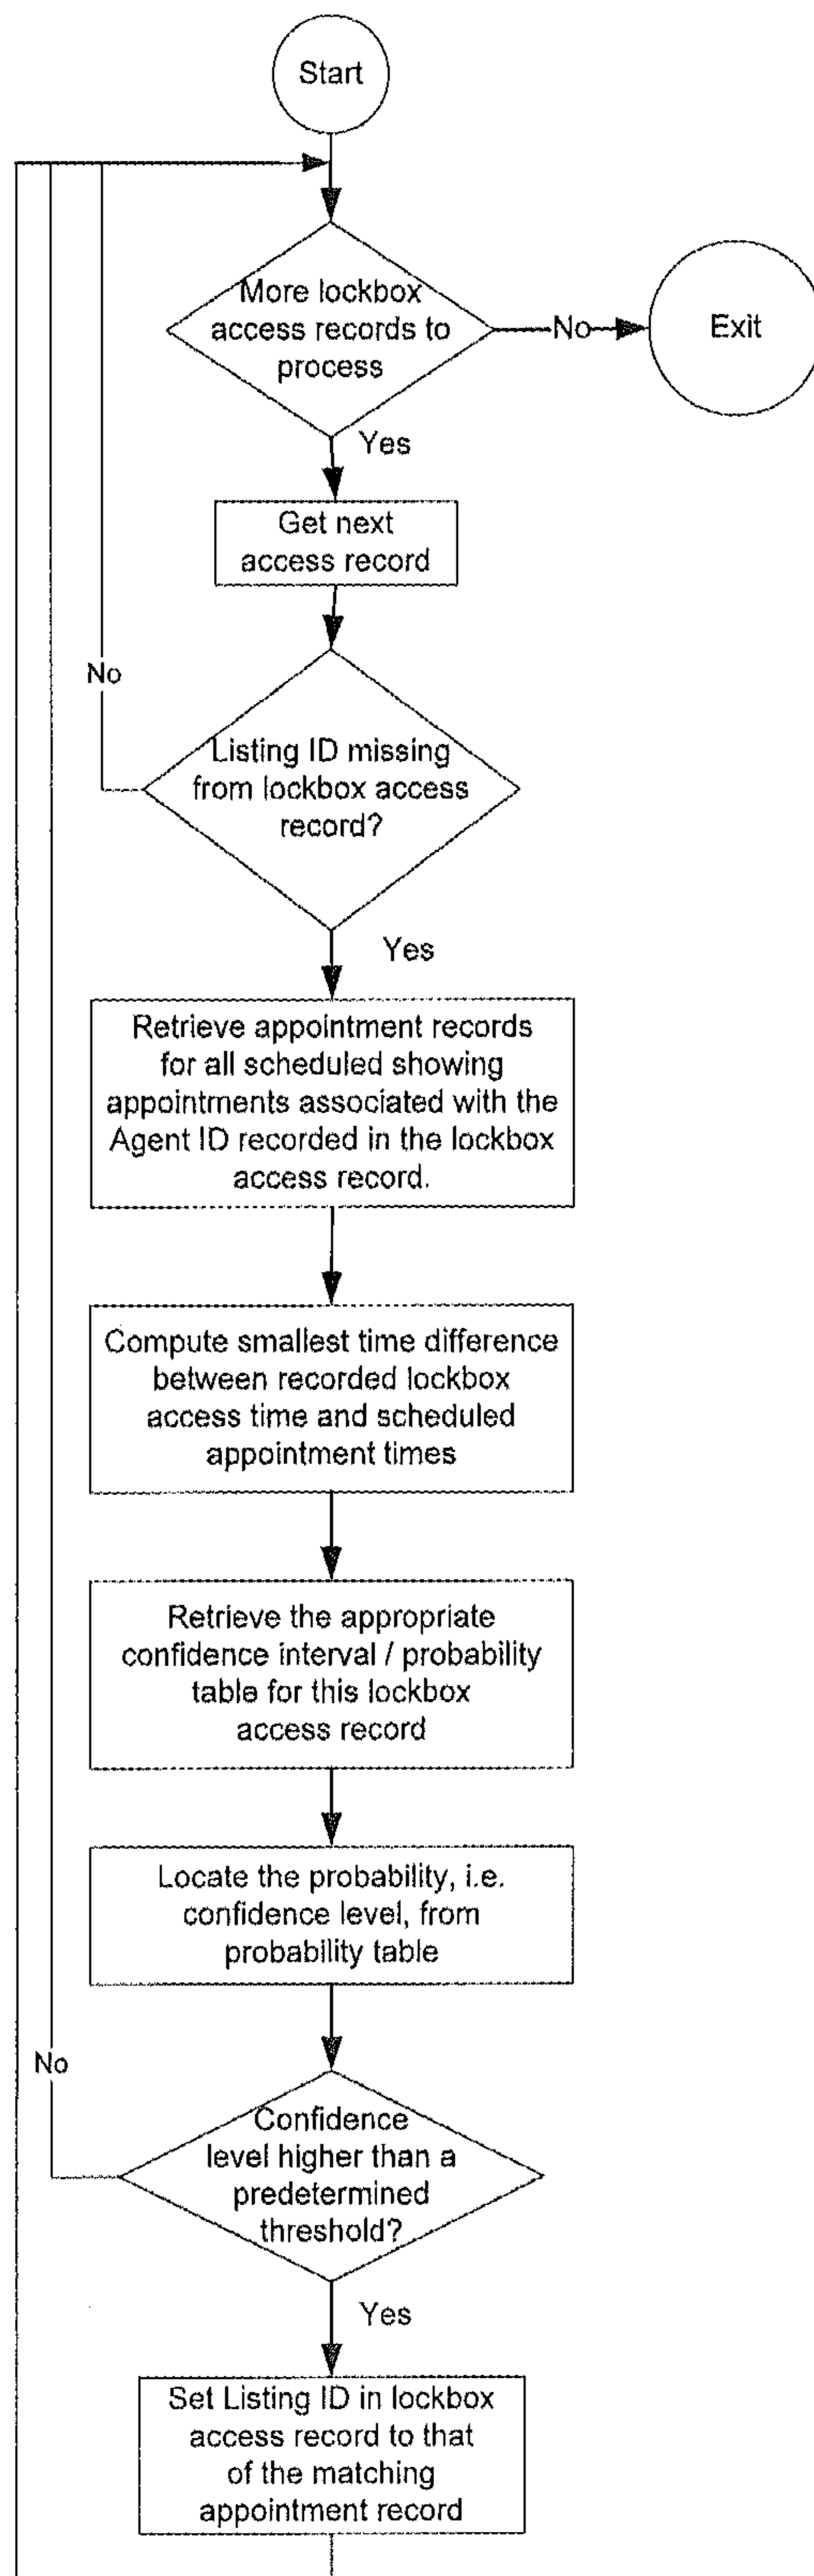 Start
More lockbox
access records to
process
No
Exit
Yes
Get next
access record
No
Listing ID missing
from lockbox access
record?
Yes
Retrieve appointment records
for all scheduled showing
appointments associated with the
Agent ID recorded in the lockbox
access record.
Compute smallest time difference
between recorded lockbox
access time and scheduled
appointment times
Retrieve the appropriate
confidence interval / probability
table for this lockbox
access record
Locate the probability, i.e.
confidence level, from
probability table
No
Confidence
level higher than a
predetermined
threshold?
Yes
Set Listing ID in lockbox
access record to that
of the matching
appointment record